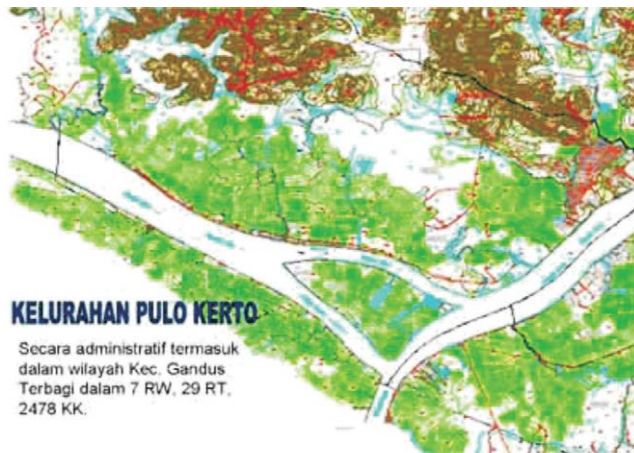 KELURAHAN PULO KERTO
Secara administratif termasuk
dalam wilayah Kec. Gandus
Terbagi dalam 7 RW, 29 RT,
2478 KK.